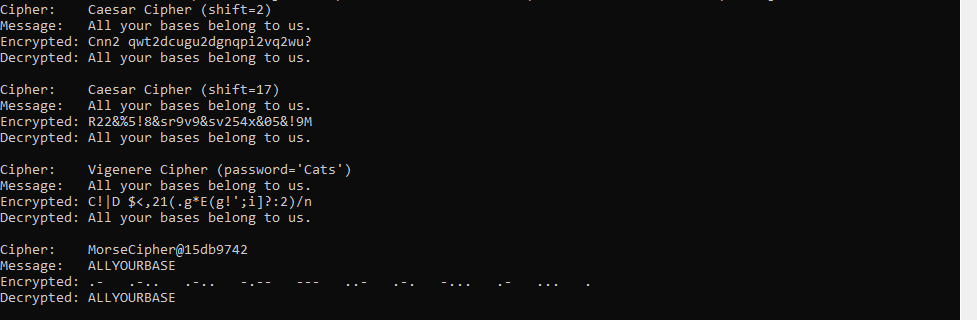 Cipher:    Caesar Cipher (shift=2)
Message:   All your bases belong to us.
Encrypted: Cnn2 qwt2dcugu2dgnqpi2vq2wu?
Decrypted: All your bases belong to us.

Cipher:    Caesar Cipher (shift=17)
Message:   All your bases belong to us.
Encrypted: R22&%5!8&sr9v9&sv254x&05&!9M
Decrypted: All your bases belong to us.

Cipher:    Vigenere Cipher (password='Cats')
Message:   All your bases belong to us.
Encrypted: C!|D $<,21(.g*E(g!';i]?:2)/n
Decrypted: All your bases belong to us.

Cipher:    MorseCipher@15db9742
Message:   ALLYOURBASE
Encrypted: .-   .-..   .-..   -.--   ---   ..-   .-.   -...   .-   ...   .
Decrypted: ALLYOURBASE